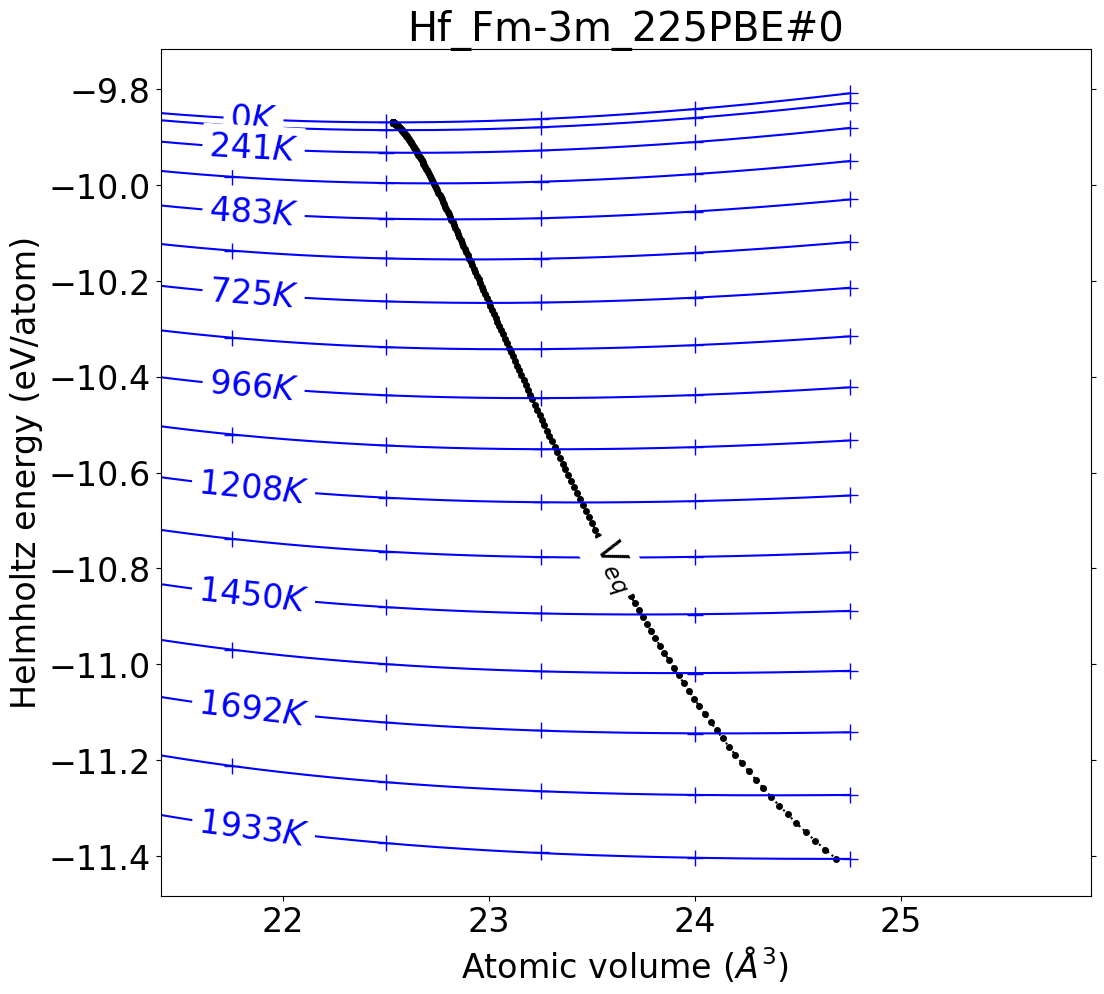 Hf_Fm-3m_225PBE#0
Helmholtz energy (eV/atom)
−9.8
−10.0
−10.2
−10.4
−10.6
−10.8
−11.0
−11.2
−11.4
0K
241K
483K
725K
966K
1208K
1450K
1692K
1933K
V_eq
22 23 24 25
Atomic volume (Å³)